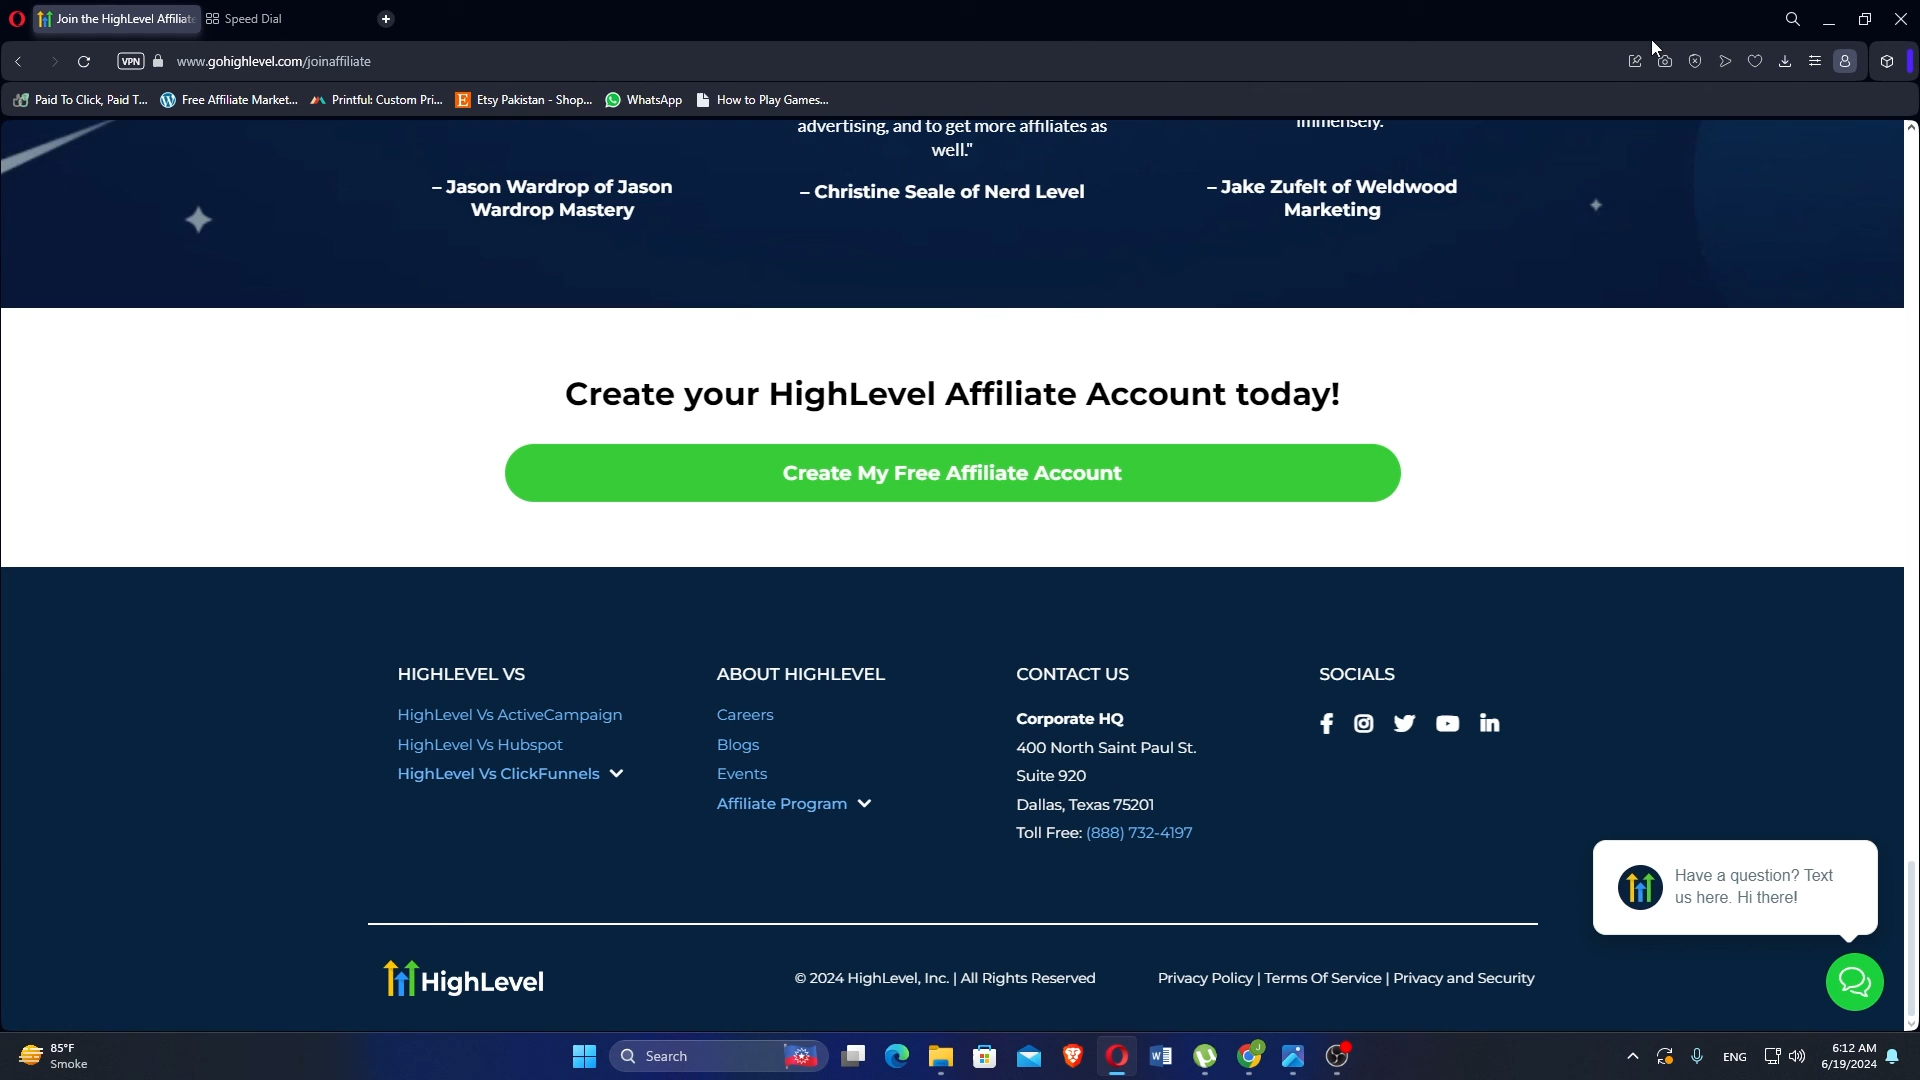 Join the HighLevel Affiliate
Speed Dial
VPN
www.gohighlevel.com/joinaffiliate
Paid To Click, Paid T...
Free Affiliate Market...
Printful: Custom Pri...
Etsy Pakistan - Shop...
WhatsApp
How to Play Games...
advertising, and to get more affiliates as
well."
immensely.
– Jason Wardrop of Jason
Wardrop Mastery
– Christine Seale of Nerd Level
– Jake Zufelt of Weldwood
Marketing
Create your HighLevel Affiliate Account today!
Create My Free Affiliate Account
HIGHLEVEL VS
HighLevel Vs ActiveCampaign
HighLevel Vs Hubspot
HighLevel Vs ClickFunnels
ABOUT HIGHLEVEL
Careers
Blogs
Events
Affiliate Program
CONTACT US
Corporate HQ
400 North Saint Paul St.
Suite 920
Dallas, Texas 75201
Toll Free: (888) 732-4197
SOCIALS
Have a question? Text
us here. Hi there!
HighLevel
© 2024 HighLevel, Inc. | All Rights Reserved
Privacy Policy | Terms Of Service | Privacy and Security
85°F
Smoke
Search
ENG
6:12 AM
6/19/2024